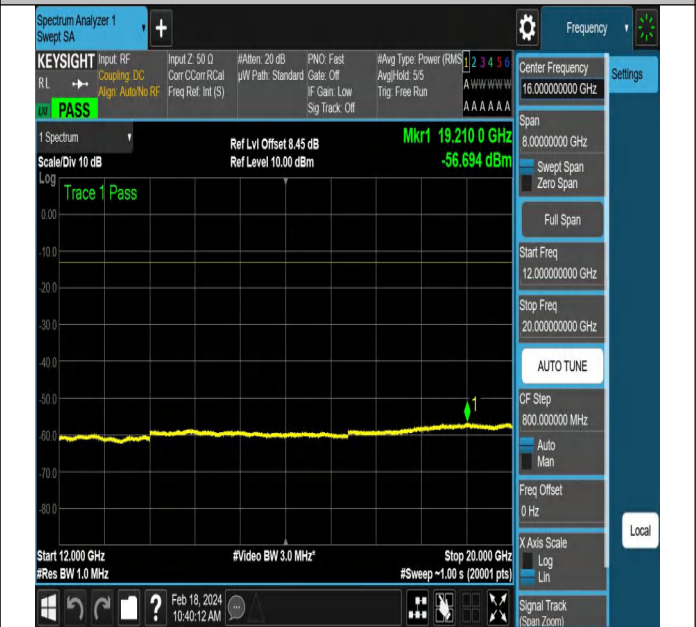 Spectrum Analyzer 1
Swept SA
+
Frequency
KEYSIGHT
RL
PASS
Input: RF
Coupling: DC
Align: Auto/No RF
Input Z: 50 Ω
Corr CCorr RCal
Freq Ref: Int (S)
#Atten: 20 dB
µW Path: Standard
PNO: Fast
Gate: Off
IF Gain: Low
Sig Track: Off
#Avg Type: Power (RMS
Avg|Hold: 5/5
Trig: Free Run
1 2 3 4 5 6
A W W W W W
A A A A A A
1 Spectrum
Scale/Div 10 dB
Ref Lvl Offset 8.45 dB
Ref Level 10.00 dBm
Mkr1 19.210 0 GHz
-56.694 dBm
Log
Trace 1 Pass
0.00
-10.0
-20.0
-30.0
-40.0
-50.0
-60.0
-70.0
-80.0
1
Start 12.000 GHz
#Res BW 1.0 MHz
#Video BW 3.0 MHz*
Stop 20.000 GHz
#Sweep ~1.00 s (20001 pts)
?
Feb 18, 2024
10:40:12 AM
Center Frequency
16.000000000 GHz
Span
8.00000000 GHz
Swept Span
Zero Span
Full Span
Start Freq
12.000000000 GHz
Stop Freq
20.000000000 GHz
AUTO TUNE
CF Step
800.000000 MHz
Auto
Man
Freq Offset
0 Hz
X Axis Scale
Log
Lin
Signal Track
(Span Zoom)
Settings
Local